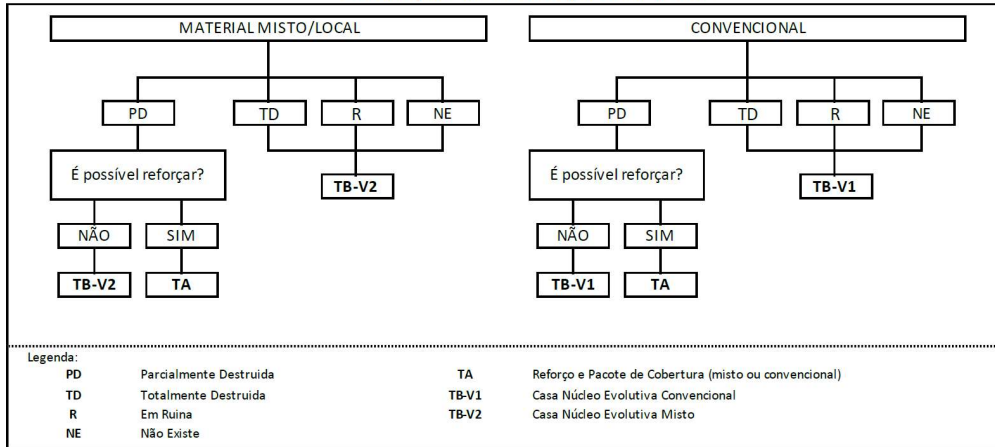 MATERIAL MISTO/LOCAL
PD
TD
R
NE
É possível reforçar?
TB-V2
NÃO
SIM
TB-V2
TA
CONVENCIONAL
PD
TD
R
NE
É possível reforçar?
TB-V1
NÃO
SIM
TB-V1
TA
Legenda:
PD Parcialmente Destruida
TD Totalmente Destruida
R Em Ruina
NE Não Existe
TA Reforço e Pacote de Cobertura (misto ou convencional)
TB-V1 Casa Núcleo Evolutiva Convencional
TB-V2 Casa Núcleo Evolutiva Misto